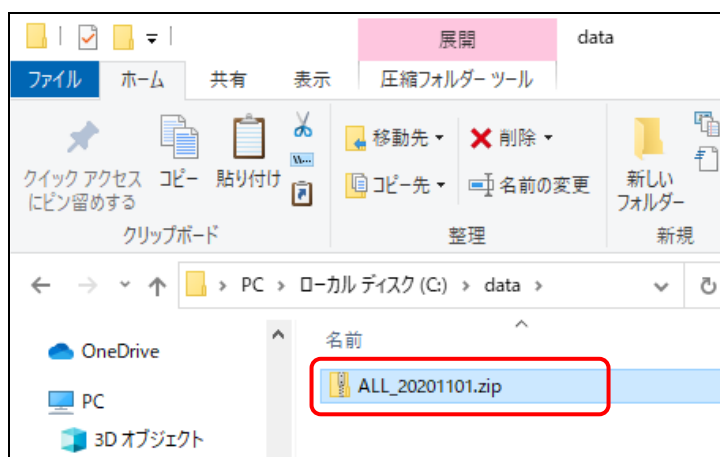 展開 data
ファイル ホーム 共有 表示 圧縮フォルダー ツール
クイック アクセス
にピン留めする
コピー
貼り付け
移動先
コピー先
削除
名前の変更
新しい
フォルダー
クリップボード 整理 新規
PC > ローカル ディスク (C:) > data >
名前
OneDrive
ALL_20201101.zip
PC
3D オブジェクト